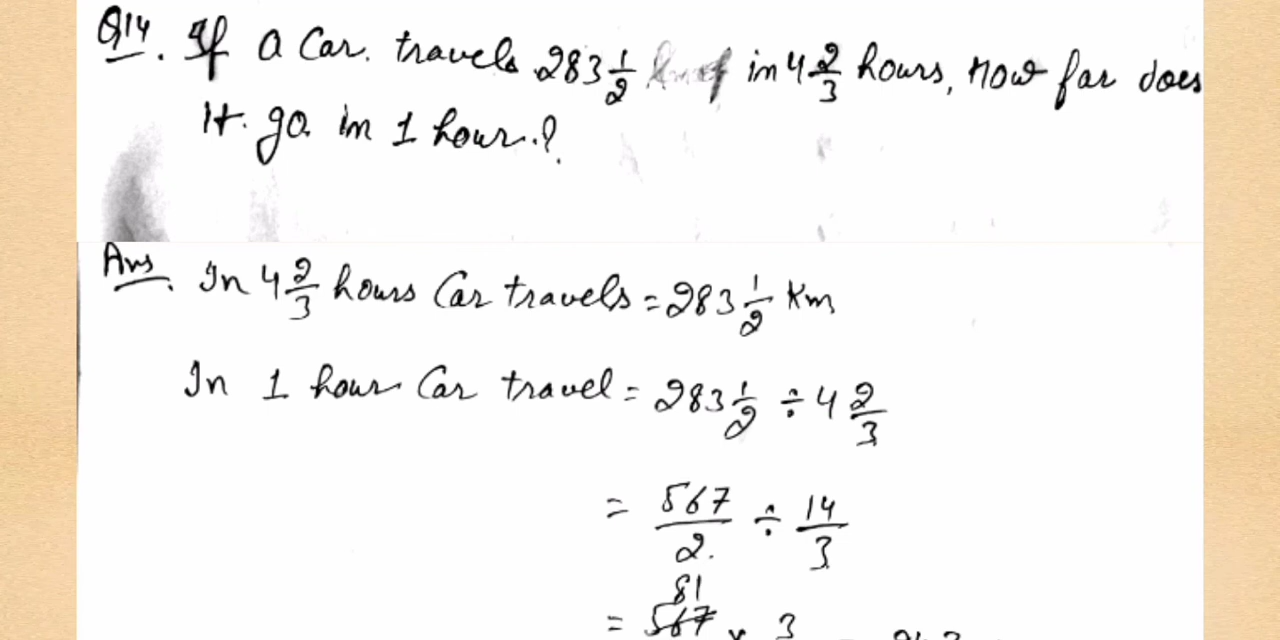 Q14. If a Car. travels 283 1/2 in 4 2/3 hours, How far does
It. go. in 1 hour.?
Ans. In 4 2/3 hours Car travels = 283 1/2 Km
In 1 hour Car travel = 283 1/2 ÷ 4 2/3
= 567/2. ÷ 14/3
81
= 567 × 3